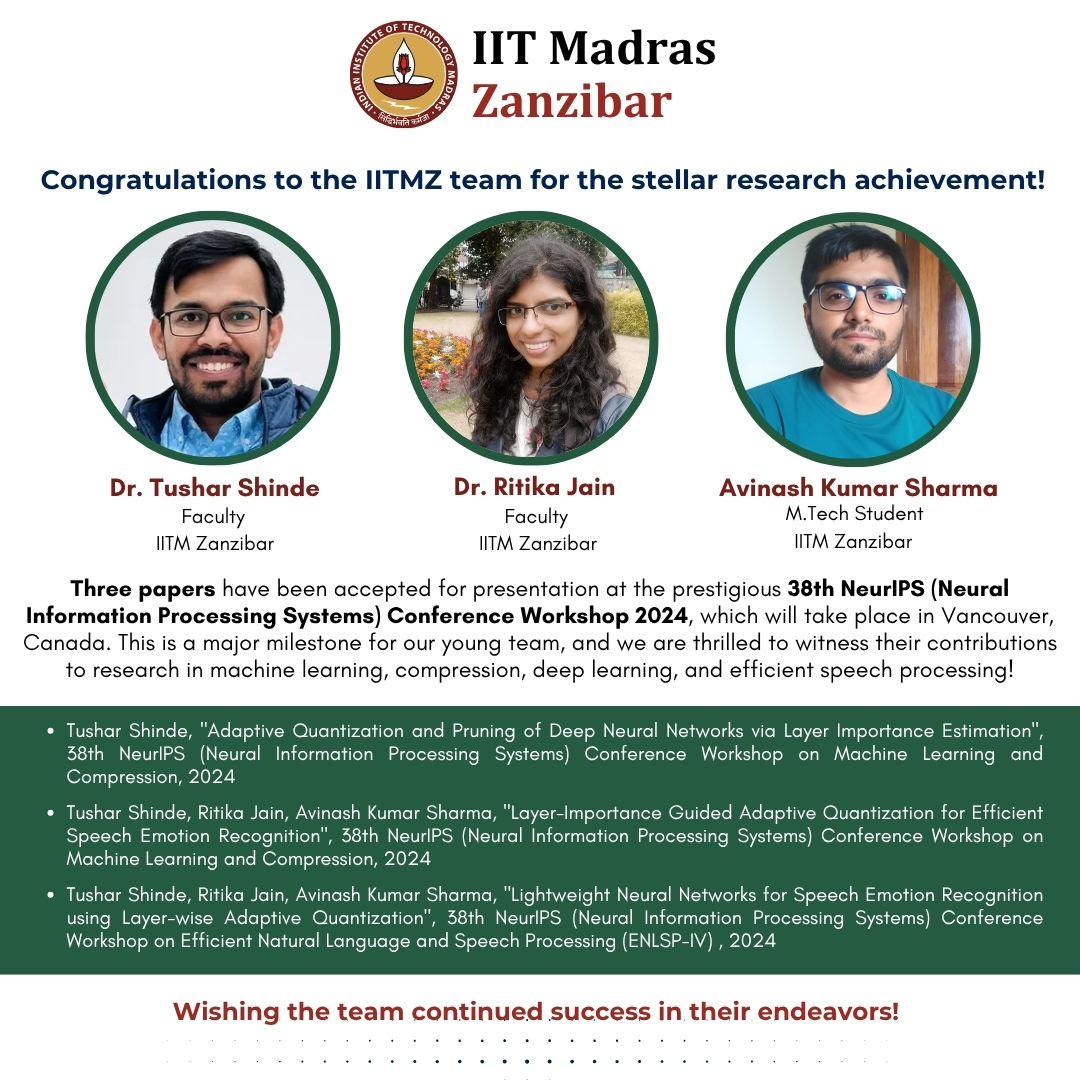 INDIAN INSTITUTE OF TECHNOLOGY MADRAS
सिद्धिर्भवति कर्मजा
IIT Madras
Zanzibar
Congratulations to the IITMZ team for the stellar research achievement!
Dr. Tushar Shinde
Faculty
IITM Zanzibar
Dr. Ritika Jain
Faculty
IITM Zanzibar
Avinash Kumar Sharma
M.Tech Student
IITM Zanzibar
Three papers have been accepted for presentation at the prestigious 38th NeurIPS (Neural
Information Processing Systems) Conference Workshop 2024, which will take place in Vancouver,
Canada. This is a major milestone for our young team, and we are thrilled to witness their contributions
to research in machine learning, compression, deep learning, and efficient speech processing!
• Tushar Shinde, "Adaptive Quantization and Pruning of Deep Neural Networks via Layer Importance Estimation",
38th NeurIPS (Neural Information Processing Systems) Conference Workshop on Machine Learning and
Compression, 2024
• Tushar Shinde, Ritika Jain, Avinash Kumar Sharma, "Layer-Importance Guided Adaptive Quantization for Efficient
Speech Emotion Recognition", 38th NeurIPS (Neural Information Processing Systems) Conference Workshop on
Machine Learning and Compression, 2024
• Tushar Shinde, Ritika Jain, Avinash Kumar Sharma, "Lightweight Neural Networks for Speech Emotion Recognition
using Layer-wise Adaptive Quantization", 38th NeurIPS (Neural Information Processing Systems) Conference
Workshop on Efficient Natural Language and Speech Processing (ENLSP-IV) , 2024
Wishing the team continued success in their endeavors!